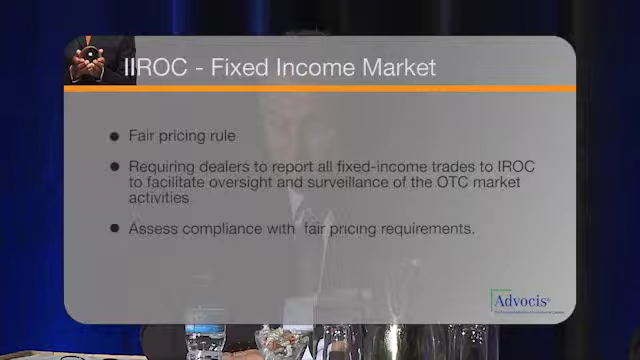 IIROC - Fixed Income Market
Fair pricing rule
Requiring dealers to report all fixed-income trades to IROC
to facilitate oversight and surveillance of the OTC market
activities
Assess compliance with fair pricing requirements.
Advocis